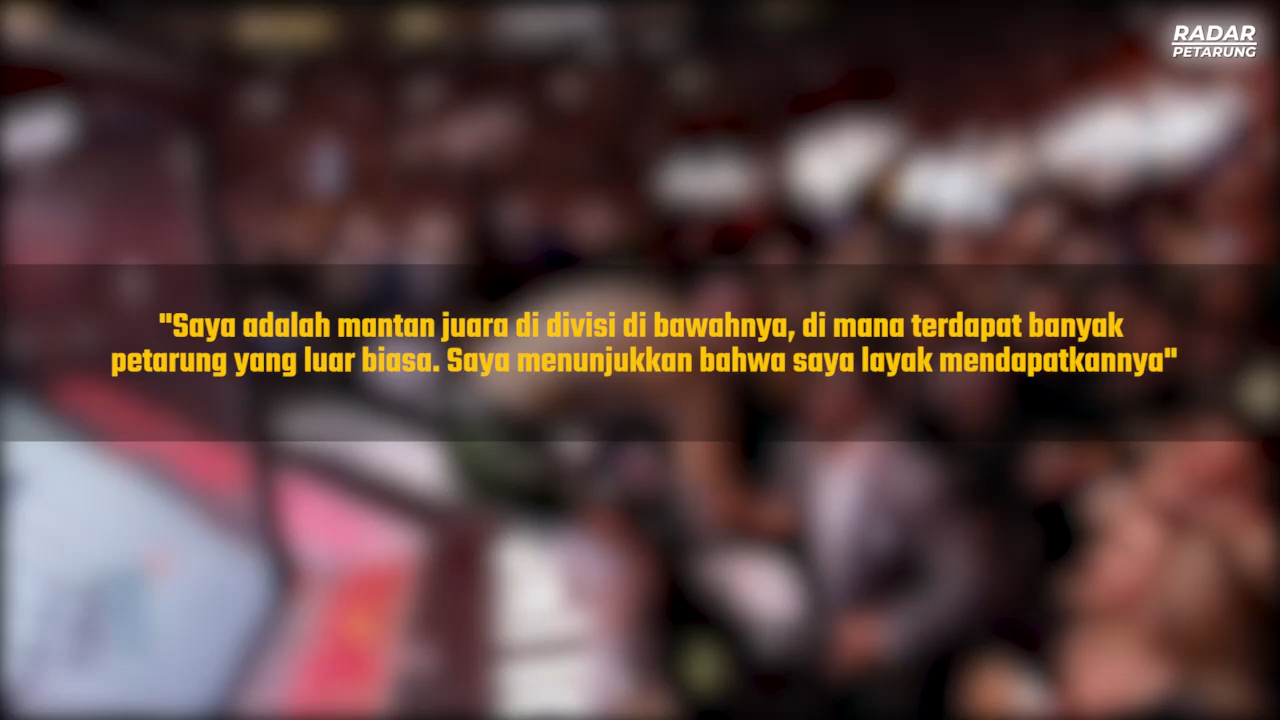 RADAR
PETARUNG
"Saya adalah mantan juara di divisi di bawahnya, di mana terdapat banyak
petarung yang luar biasa. Saya menunjukkan bahwa saya layak mendapatkannya"